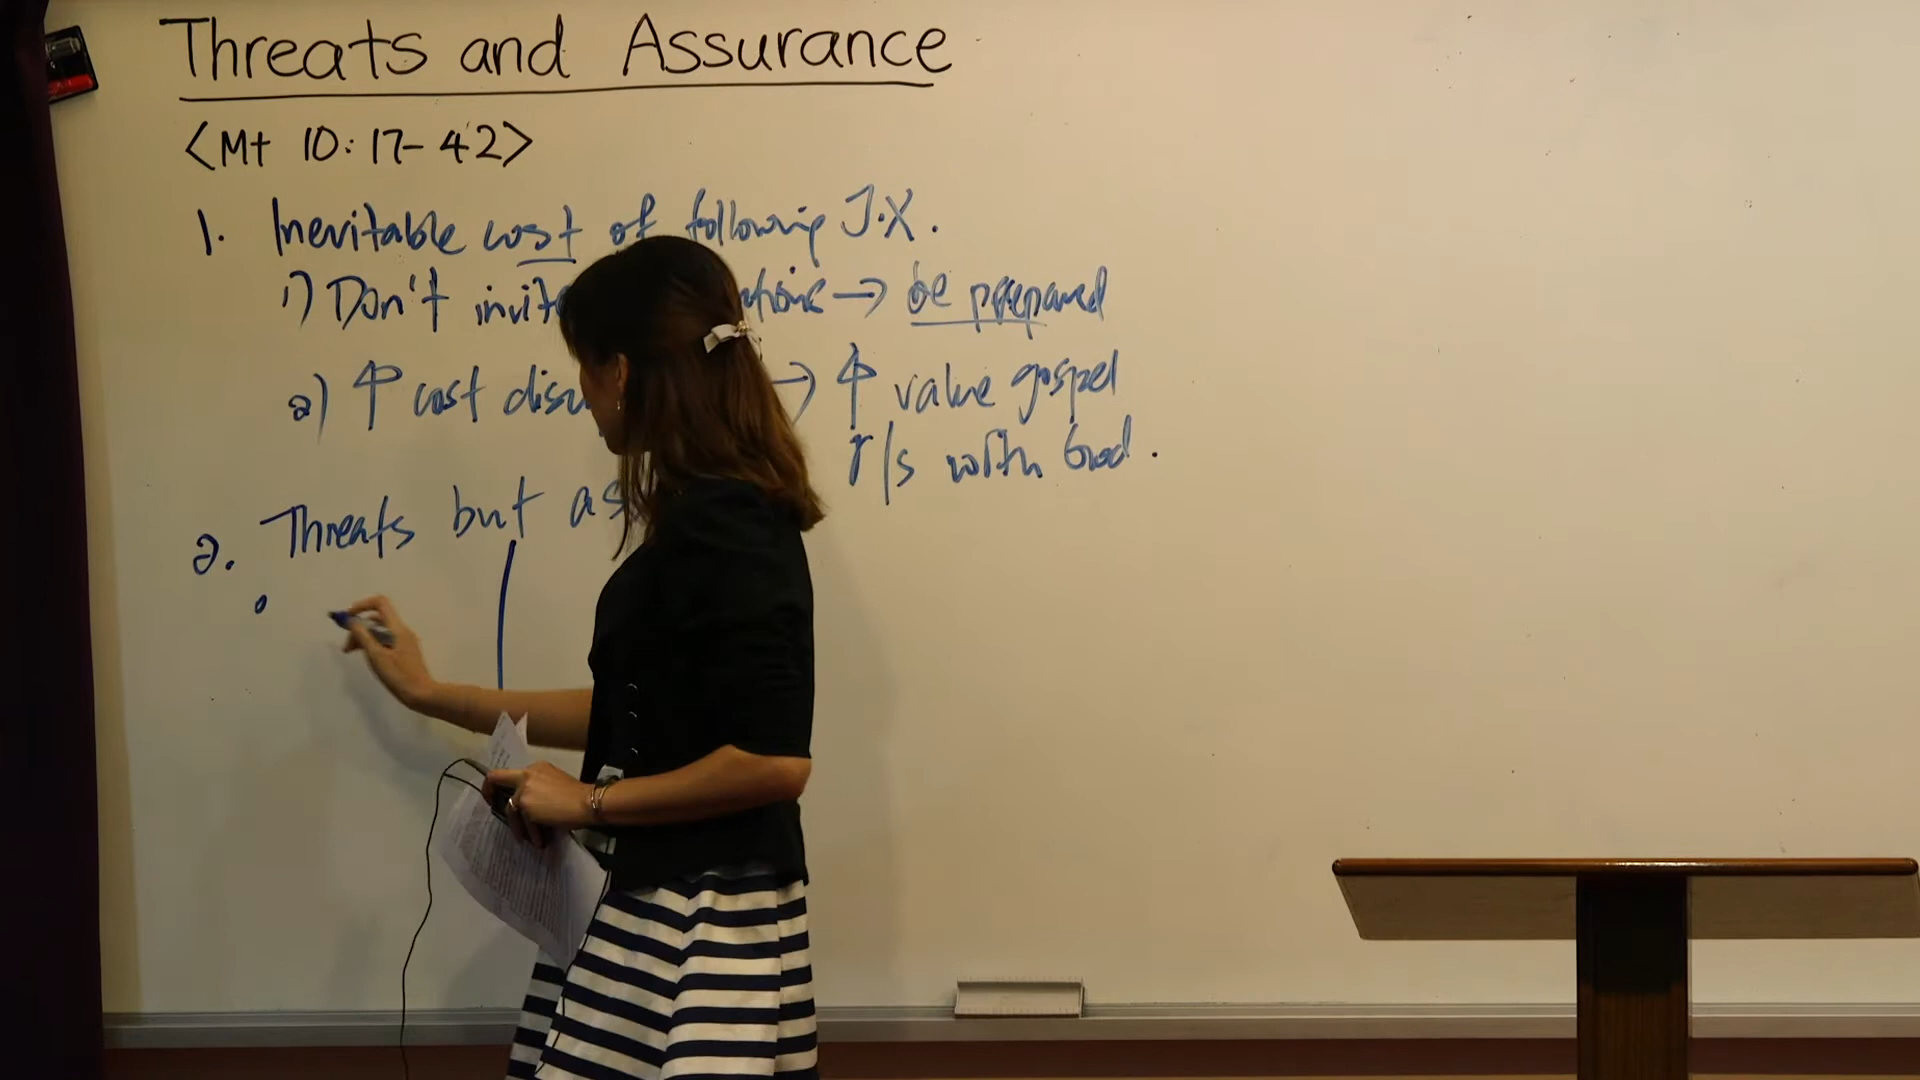 Threats and Assurance
<Mt 10:17-42>
1. Inevitable cost of following J.X.
1) Don't invite → be prepared
2) ↑ cost → ↑ value gospel
r/s with God.
2. Threats but